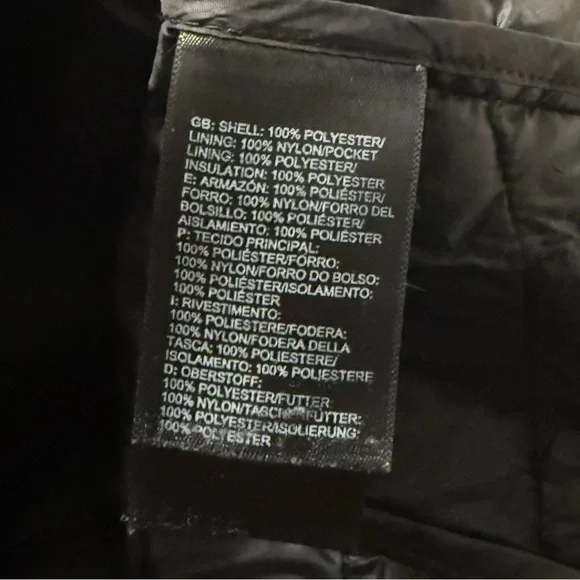 GB: SHELL: 100% POLYESTER/
LINING: 100% NYLON/POCKET
LINING: 100% POLYESTER/
INSULATION: 100% POLYESTER
E: ARMAZÓN: 100% POLIÉSTER/
FORRO: 100% NYLON/FORRO DEL
BOLSILLO: 100% POLIÉSTER/
AISLAMIENTO: 100% POLIÉSTER
P: TECIDO PRINCIPAL:
100% POLIÉSTER/FORRO:
100% NYLON/FORRO DO BOLSO:
100% POLIÉSTER/ISOLAMENTO:
100% POLIÉSTER
I: RIVESTIMENTO:
100% POLIESTERE/FODERA:
100% NYLON/FODERA DELLA
TASCA: 100% POLIESTERE/
ISOLAMENTO: 100% POLIESTERE
D: OBERSTOFF:
100% POLYESTER/FUTTER
100% NYLON/TASCHENFUTTER:
100% POLYESTER/ISOLIERUNG:
100% POLYESTER